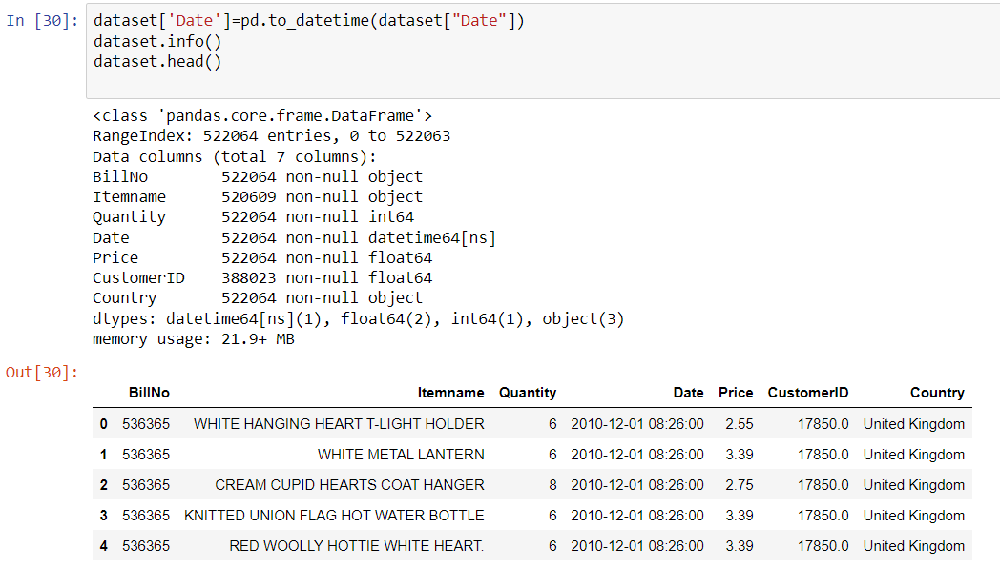 In [30]: dataset['Date']=pd.to_datetime(dataset["Date"])
dataset.info()
dataset.head()
<class 'pandas.core.frame.DataFrame'>
RangeIndex: 522064 entries, 0 to 522063
Data columns (total 7 columns):
BillNo 522064 non-null object
Itemname 520609 non-null object
Quantity 522064 non-null int64
Date 522064 non-null datetime64[ns]
Price 522064 non-null float64
CustomerID 388023 non-null float64
Country 522064 non-null object
dtypes: datetime64[ns](1), float64(2), int64(1), object(3)
memory usage: 21.9+ MB
Out[30]:
BillNo Itemname Quantity Date Price CustomerID Country
0 536365 WHITE HANGING HEART T-LIGHT HOLDER 6 2010-12-01 08:26:00 2.55 17850.0 United Kingdom
1 536365 WHITE METAL LANTERN 6 2010-12-01 08:26:00 3.39 17850.0 United Kingdom
2 536365 CREAM CUPID HEARTS COAT HANGER 8 2010-12-01 08:26:00 2.75 17850.0 United Kingdom
3 536365 KNITTED UNION FLAG HOT WATER BOTTLE 6 2010-12-01 08:26:00 3.39 17850.0 United Kingdom
4 536365 RED WOOLLY HOTTIE WHITE HEART. 6 2010-12-01 08:26:00 3.39 17850.0 United Kingdom